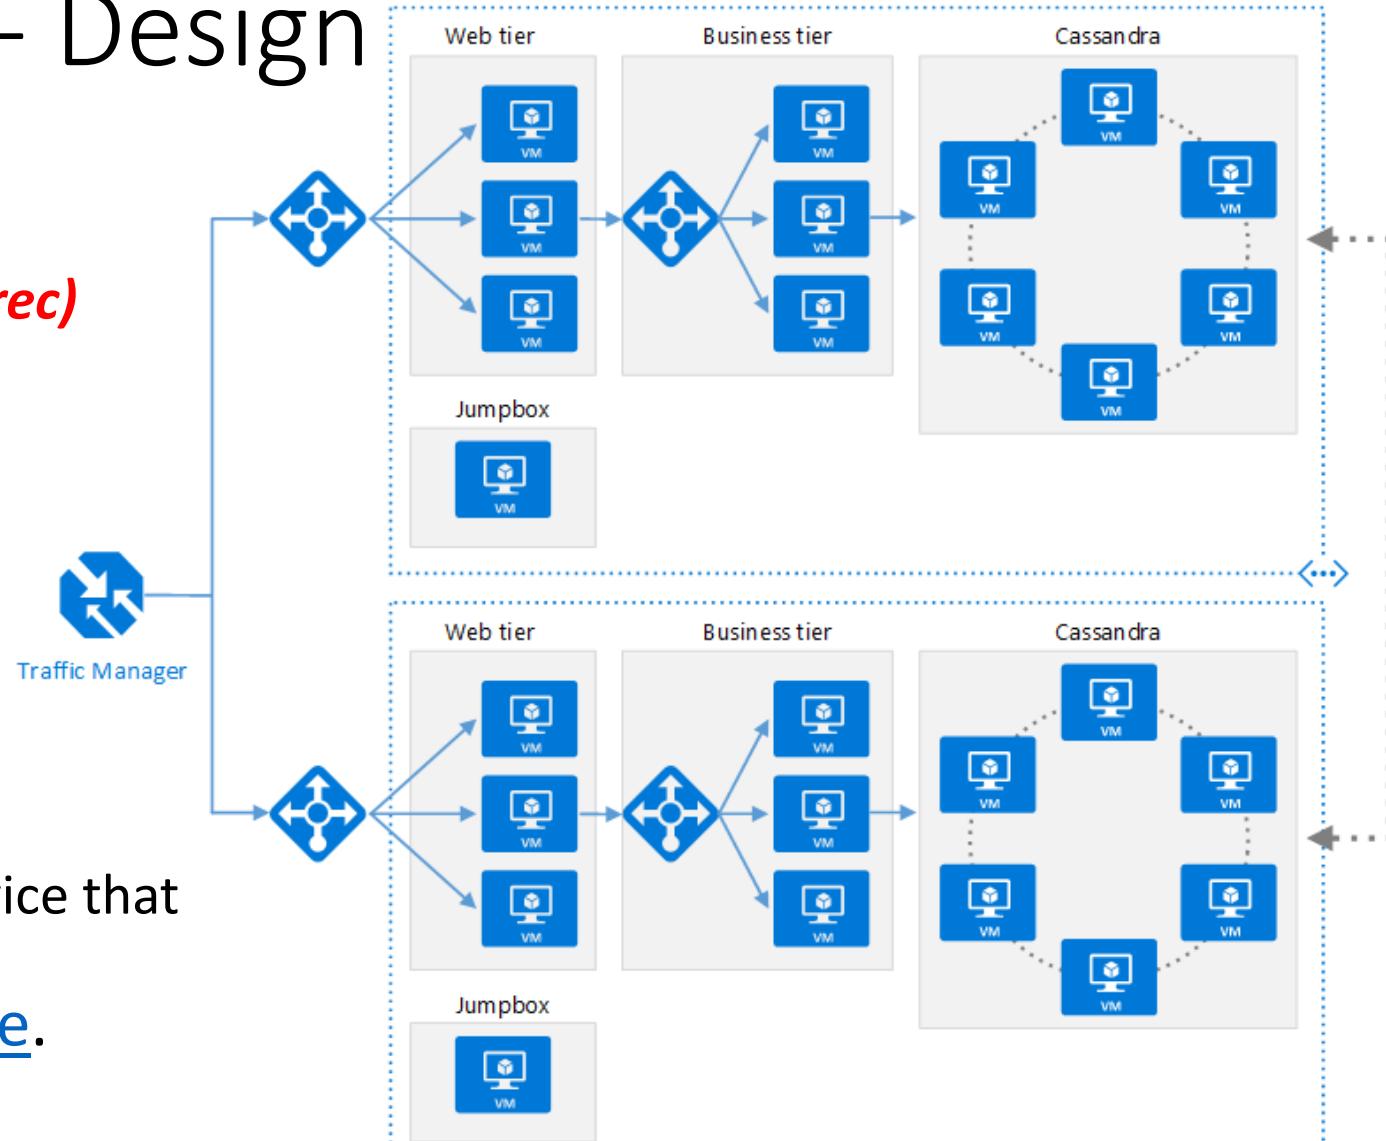 - Design
rec)
ice that
e.
Traffic Manager
Web tier
Business tier
Cassandra
VM
VM
VM
VM
VM
VM
VM
VM
VM
VM
VM
VM
Jumpbox
VM
Web tier
Business tier
Cassandra
VM
VM
VM
VM
VM
VM
VM
VM
VM
VM
VM
VM
Jumpbox
VM